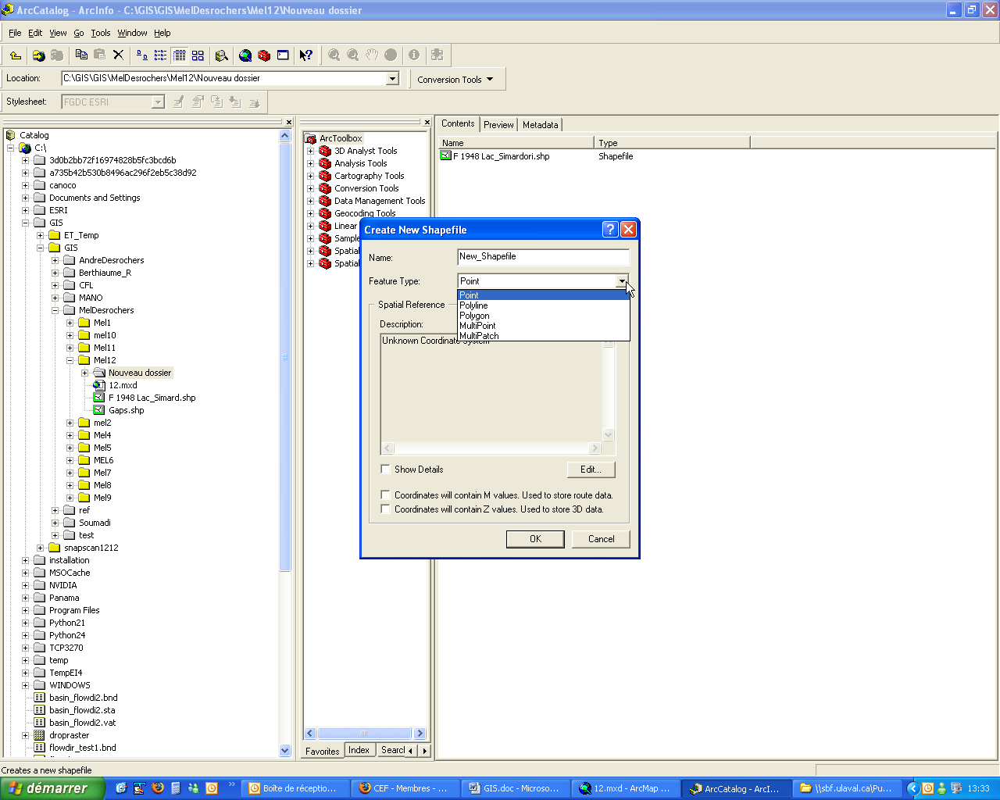 ArcCatalog - ArcInfo - C:\GIS\GIS\MelDesrochers\Mel12\Nouveau dossier
File Edit View Go Tools Window Help
Location: C:\GIS\GIS\MelDesrochers\Mel12\Nouveau dossier Conversion Tools
Stylesheet: FGDC ESRI
Catalog
C:\
3d0b2bb72f16974828b5fc3bcd6b
a735b42b530b8496ac296f2eb5c38d92
canoco
Documents and Settings
ESRI
GIS
ET_Temp
GIS
AndreDesrochers
Berthiaume_R
CFL
MANO
MelDesrochers
Mel1
mel10
Mel11
Mel12
Nouveau dossier
12.mxd
F 1948 Lac_Simard.shp
Gaps.shp
mel2
Mel4
Mel5
MEL6
Mel7
Mel8
Mel9
ref
Soumadi
test
snapscan1212
installation
MSOCache
NVIDIA
Panama
Program Files
Python21
Python24
TCP3270
temp
TempEI4
WINDOWS
basin_flowdi2.bnd
basin_flowdi2.sta
basin_flowdi2.vat
dropraster
flowdir_test1.bnd
ArcToolbox
3D Analyst Tools
Analysis Tools
Cartography Tools
Conversion Tools
Data Management Tools
Geocoding Tools
Linear
Sample
Spatial
Spatial
Favorites Index Search
Contents Preview Metadata
Name Type
F 1948 Lac_Simardori.shp Shapefile
Create New Shapefile
Name: New_Shapefile
Feature Type: Point
Point
Polyline
Polygon
MultiPoint
MultiPatch
Spatial Reference
Description:
Unknown Coordinate System
Show Details Edit...
Coordinates will contain M values. Used to store route data.
Coordinates will contain Z values. Used to store 3D data.
OK Cancel
Creates a new shapefile
démarrer
Boîte de réceptio...
CEF - Membres - ...
GIS.doc - Microso...
12.mxd - ArcMap ...
ArcCatalog - ArcI...
\\sbf.ulaval.ca\Pu...
13:33